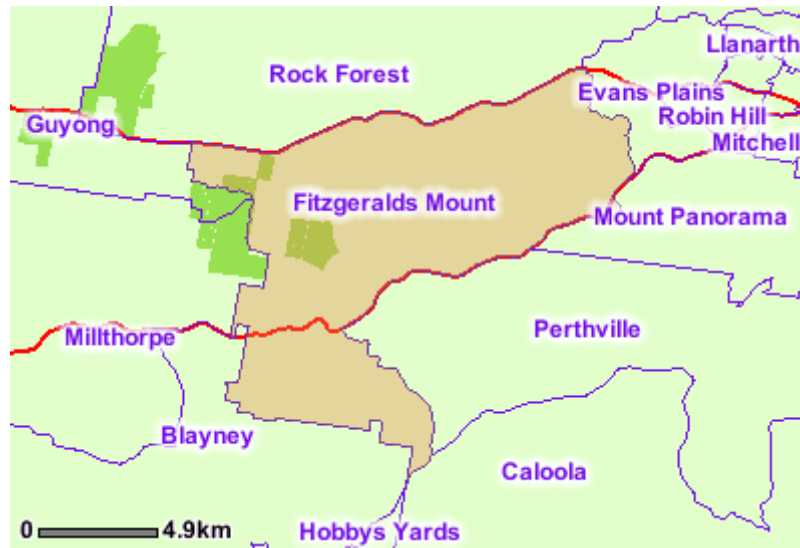 Llanarth
Rock Forest
Evans Plains
Robin Hill
Guyong
Mitchell
Fitzgeralds Mount
Mount Panorama
Perthville
Millthorpe
Blayney
Caloola
0 4.9km
Hobbys Yards